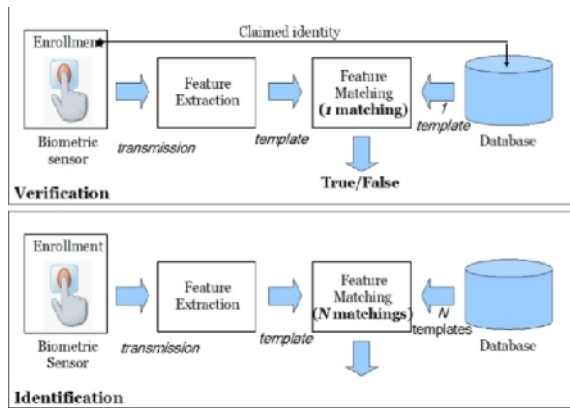 Claimed identity
Enrollment
Feature
Extraction
Feature
Matching
(1 matching)
1
template
Database
Biometric
sensor
transmission
template
True/False
Verification
Enrollment
Feature
Extraction
Feature
Matching
(N matchings)
N
templates
Database
Biometric
Sensor
transmission
template
Identification